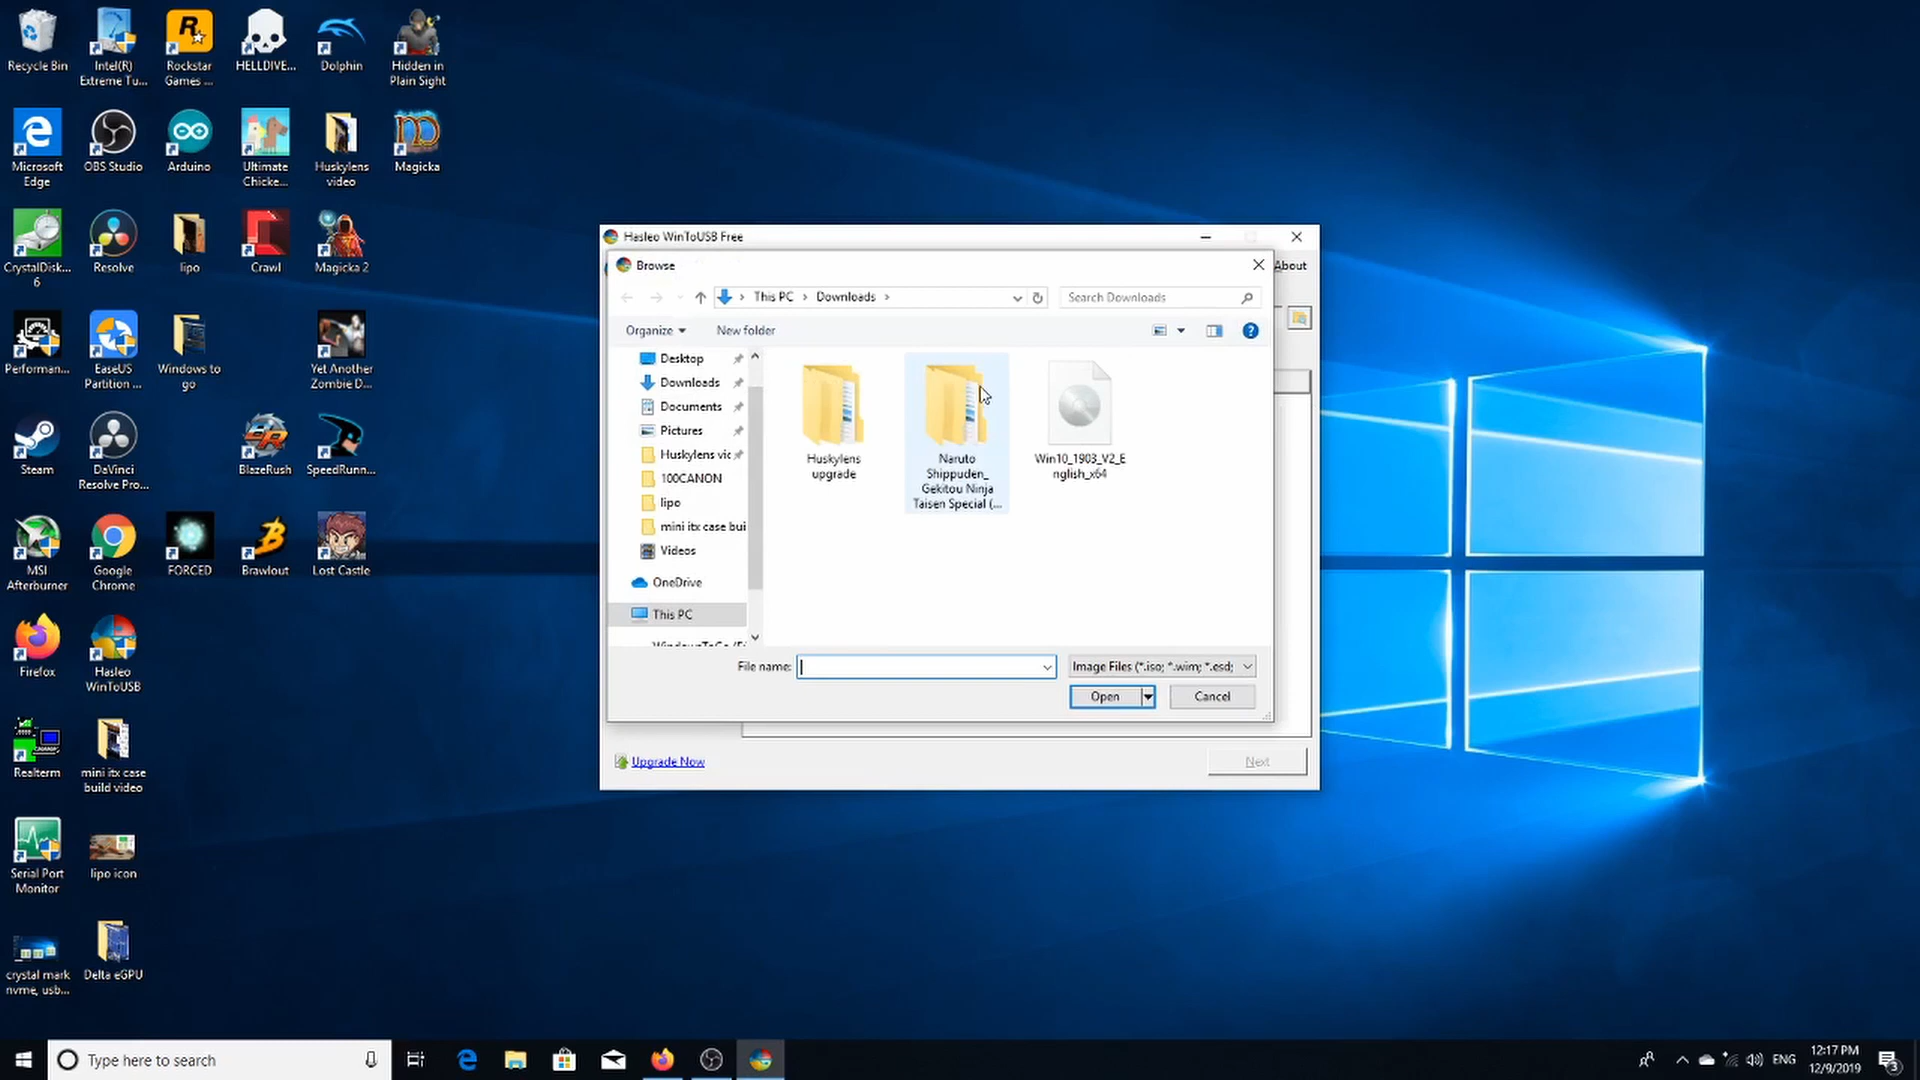 Recycle Bin
Intel(R)
Extreme Tu...
Rockstar
Games ...
HELLDIVE...
Dolphin
Hidden in
Plain Sight
Microsoft
Edge
OBS Studio
Arduino
Ultimate
Chicke...
Huskylens
video
Magicka
CrystalDisk...
6
Resolve
lipo
Crawl
Magicka 2
Performan...
EaseUS
Partition ...
Windows to
go
Yet Another
Zombie D...
Steam
DaVinci
Resolve Pro...
BlazeRush
SpeedRunn...
MSI
Afterburner
Google
Chrome
FORCED
Brawlout
Lost Castle
Firefox
Hasleo
WinToUSB
Realterm
mini itx case
build video
Serial Port
Monitor
lipo icon
crystal mark
nvme, usb...
Delta eGPU
Hasleo WinToUSB Free
About
Browse
This PC
Downloads
Search Downloads
Organize
New folder
Desktop
Downloads
Documents
Pictures
Huskylens vic
100CANON
lipo
mini itx case bui
Videos
OneDrive
This PC
Huskylens
upgrade
Naruto
Shippuden_
Gekitou Ninja
Taisen Special (...
Win10_1903_V2_E
nglish_x64
File name:
Image Files (*.iso; *.wim; *.esd;
Open
Cancel
Upgrade Now
Next
Type here to search
ENG
12:17 PM
12/9/2019
3